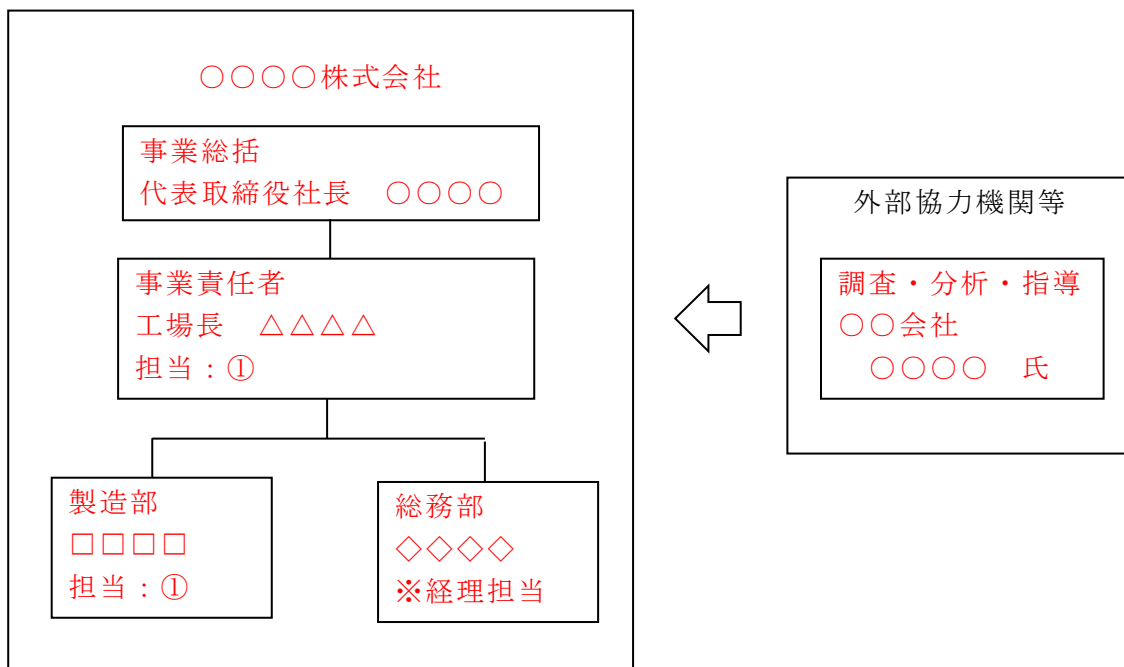 ○○○○株式会社
事業総括
代表取締役社長　○○○○
事業責任者
工場長　△△△△
担当：①
製造部
□□□□
担当：①
総務部
◇◇◇◇
※経理担当
外部協力機関等
調査・分析・指導
○○会社
○○○○　氏